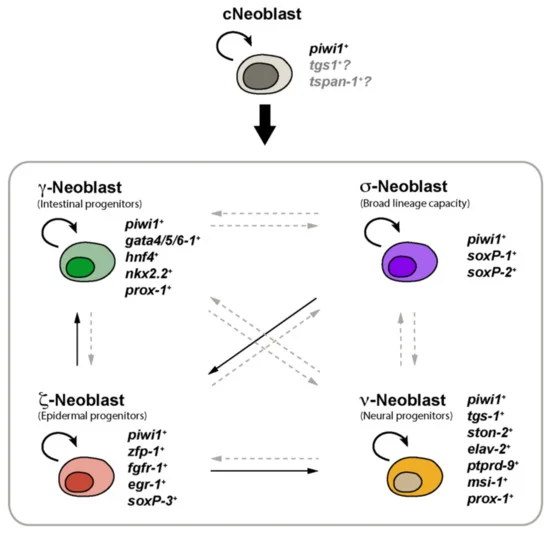 cNeoblast
piwi1⁺
tgs1⁺?
tspan-1⁺?
γ-Neoblast
(Intestinal progenitors)
piwi1⁺
gata4/5/6-1⁺
hnf4⁺
nkx2.2⁺
prox-1⁺
σ-Neoblast
(Broad lineage capacity)
piwi1⁺
soxP-1⁺
soxP-2⁺
ζ-Neoblast
(Epidermal progenitors)
piwi1⁺
zfp-1⁺
fgfr-1⁺
egr-1⁺
soxP-3⁺
ν-Neoblast
(Neural progenitors)
piwi1⁺
tgs-1⁺
ston-2⁺
elav-2⁺
ptprd-9⁺
msi-1⁺
prox-1⁺